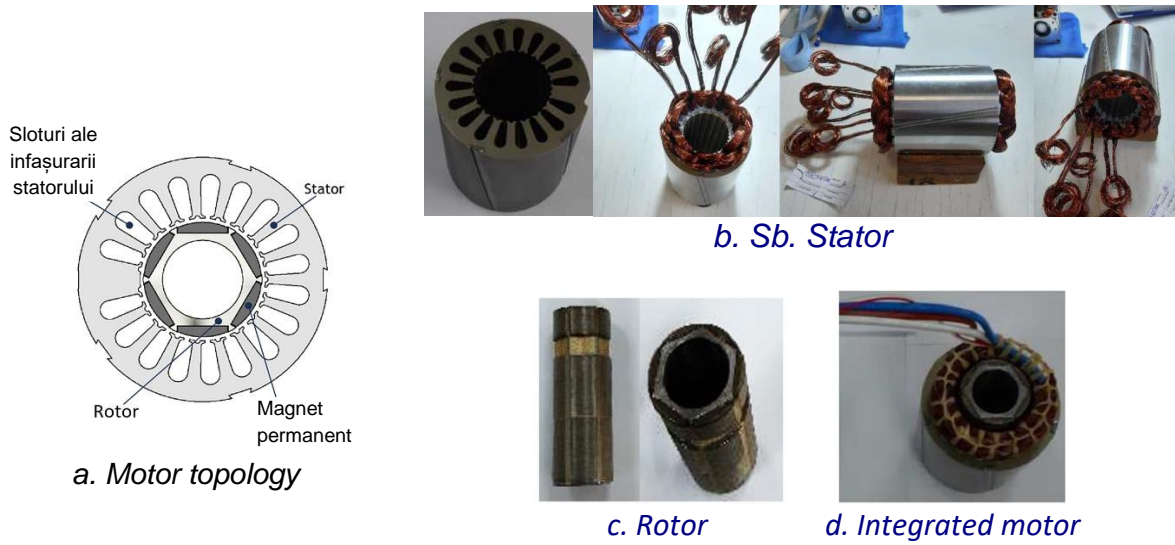 Sloturi ale
infașurarii
statorului
Stator
Rotor
Magnet
permanent
a. Motor topology
b. Sb. Stator
c. Rotor
d. Integrated motor